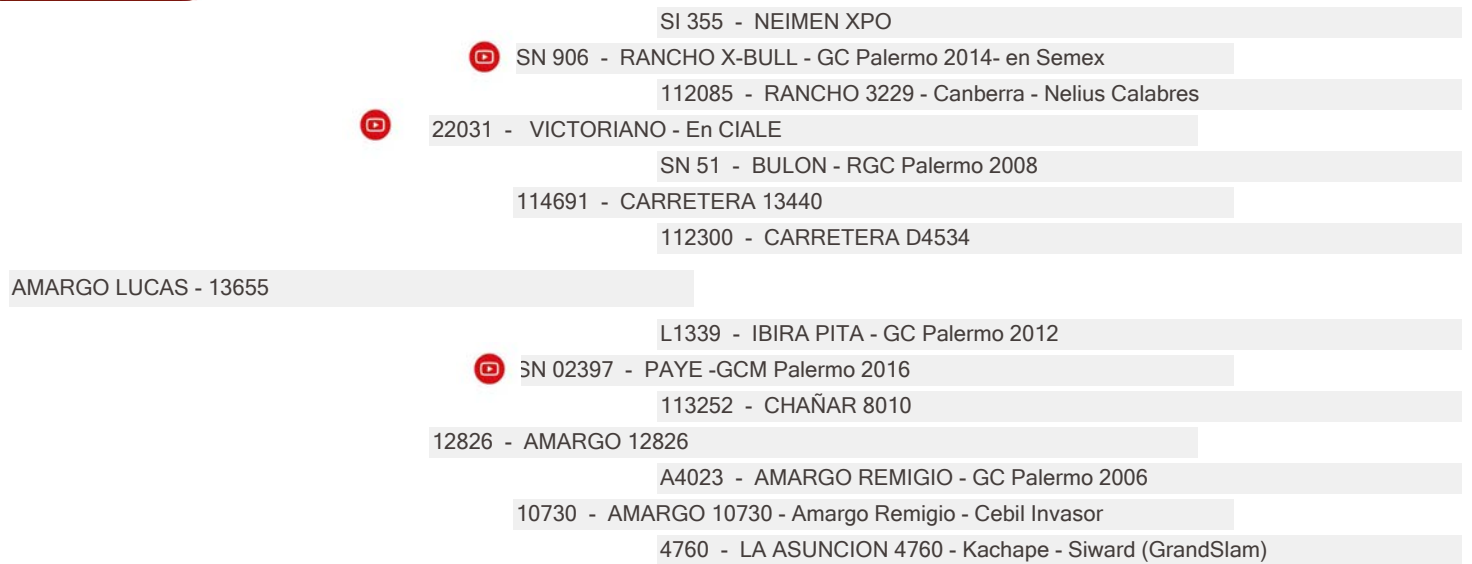 SI 355 - NEIMEN XPO
SN 906 - RANCHO X-BULL - GC Palermo 2014- en Semex
112085 - RANCHO 3229 - Canberra - Nelius Calabres
22031 - VICTORIANO - En CIALE
SN 51 - BULON - RGC Palermo 2008
114691 - CARRETERA 13440
112300 - CARRETERA D4534
AMARGO LUCAS - 13655
L1339 - IBIRA PITA - GC Palermo 2012
SN 02397 - PAYE -GCM Palermo 2016
113252 - CHAÑAR 8010
12826 - AMARGO 12826
A4023 - AMARGO REMIGIO - GC Palermo 2006
10730 - AMARGO 10730 - Amargo Remigio - Cebil Invasor
4760 - LA ASUNCION 4760 - Kachape - Siward (GrandSlam)